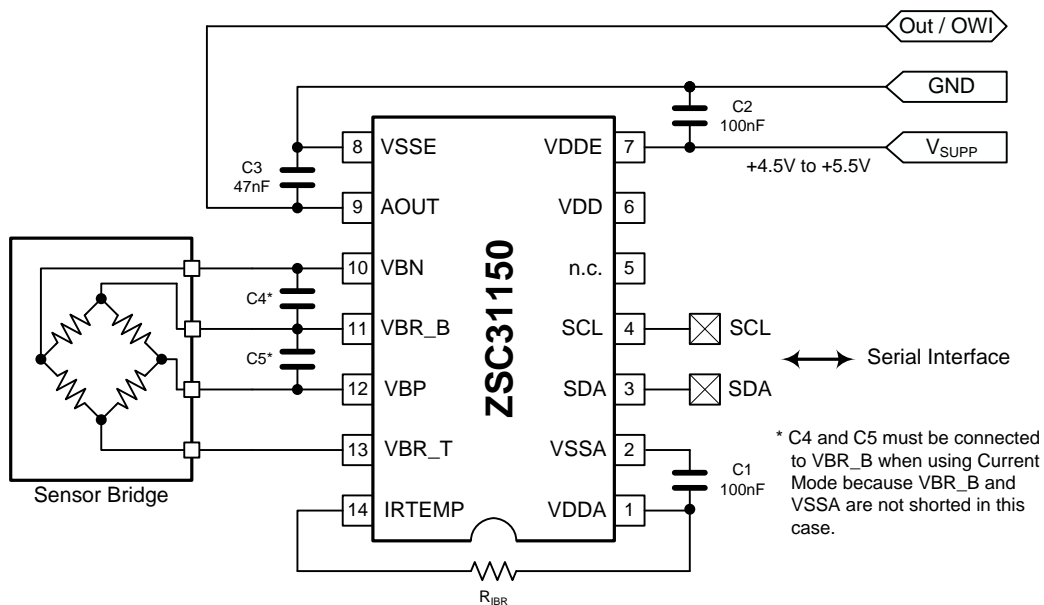 Out / OWI
GND
C2
100nF
VSUPP
+4.5V to +5.5V
C3
47nF
8 VSSE
9 AOUT
10 VBN
11 VBR_B
12 VBP
13 VBR_T
14 IRTEMP
ZSC31150
VDDE 7
VDD 6
n.c. 5
SCL 4
SDA 3
VSSA 2
VDDA 1
C4*
C5*
SCL
SDA
Serial Interface
Sensor Bridge
C1
100nF
* C4 and C5 must be connected
to VBR_B when using Current
Mode because VBR_B and
VSSA are not shorted in this
case.
RIBR